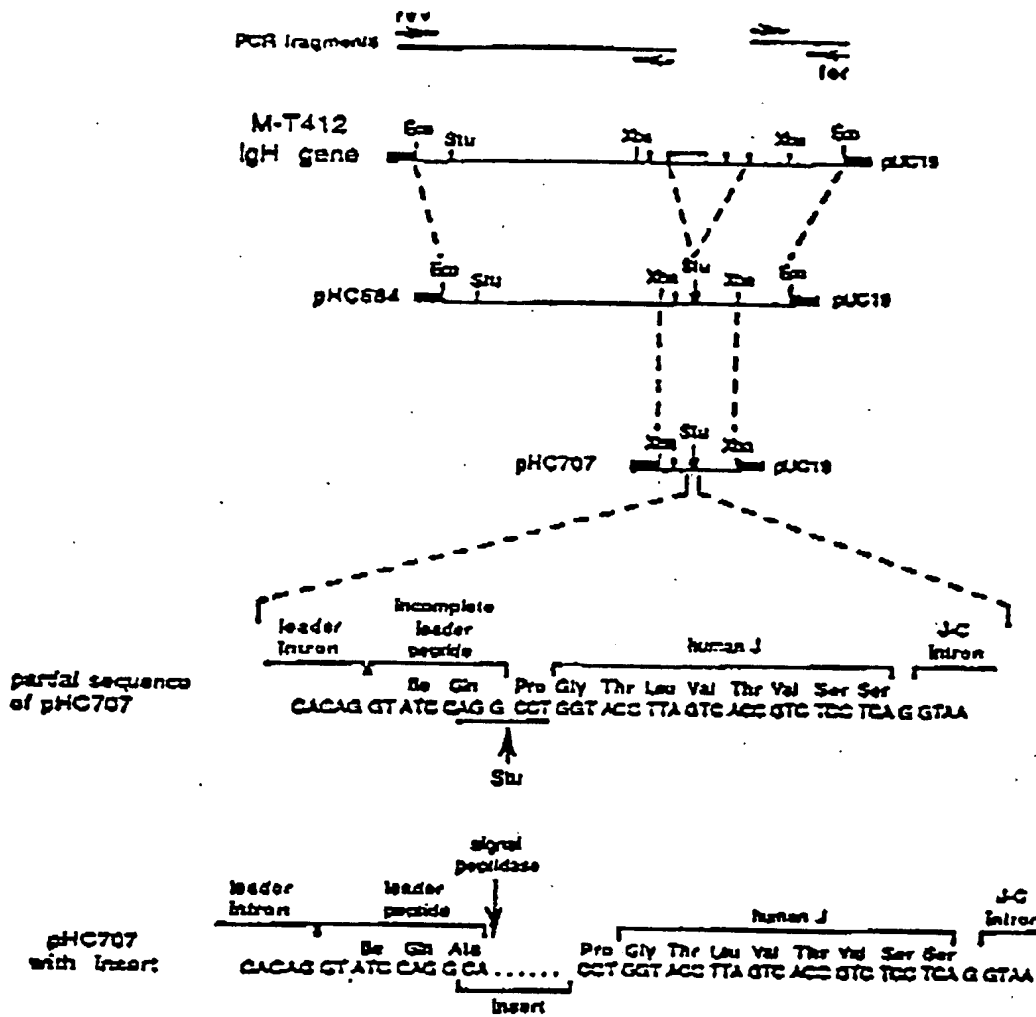 rev
PCR fragments
for
M-T412
IgH gene
Eco
Stu
Xba
Xba
Eco
pUC19
Eco
Stu
Xba
Stu
Xba
Eco
pHC684
pUC19
Xba
Stu
Xba
pHC707
pUC19
leader
intron
incomplete
leader
peptide
human J
J-C
intron
partial sequence
of pHC707
Ile Gln Pro Gly Thr Leu Val Thr Val Ser Ser
CACAG GT ATC CAG G CCT GGT ACC TTA GTC ACC GTC TCC TCA G GTAA
Stu
signal
peptidase
leader
intron
leader
peptide
human J
J-C
Intron
pHC707
with Insert
Ile Gln Ala Pro Gly Thr Leu Val Thr Val Ser Ser
CACAG GT ATC CAG G CA ...... CCT GGT ACC TTA GTC ACC GTC TCC TCA G GTAA
Insert